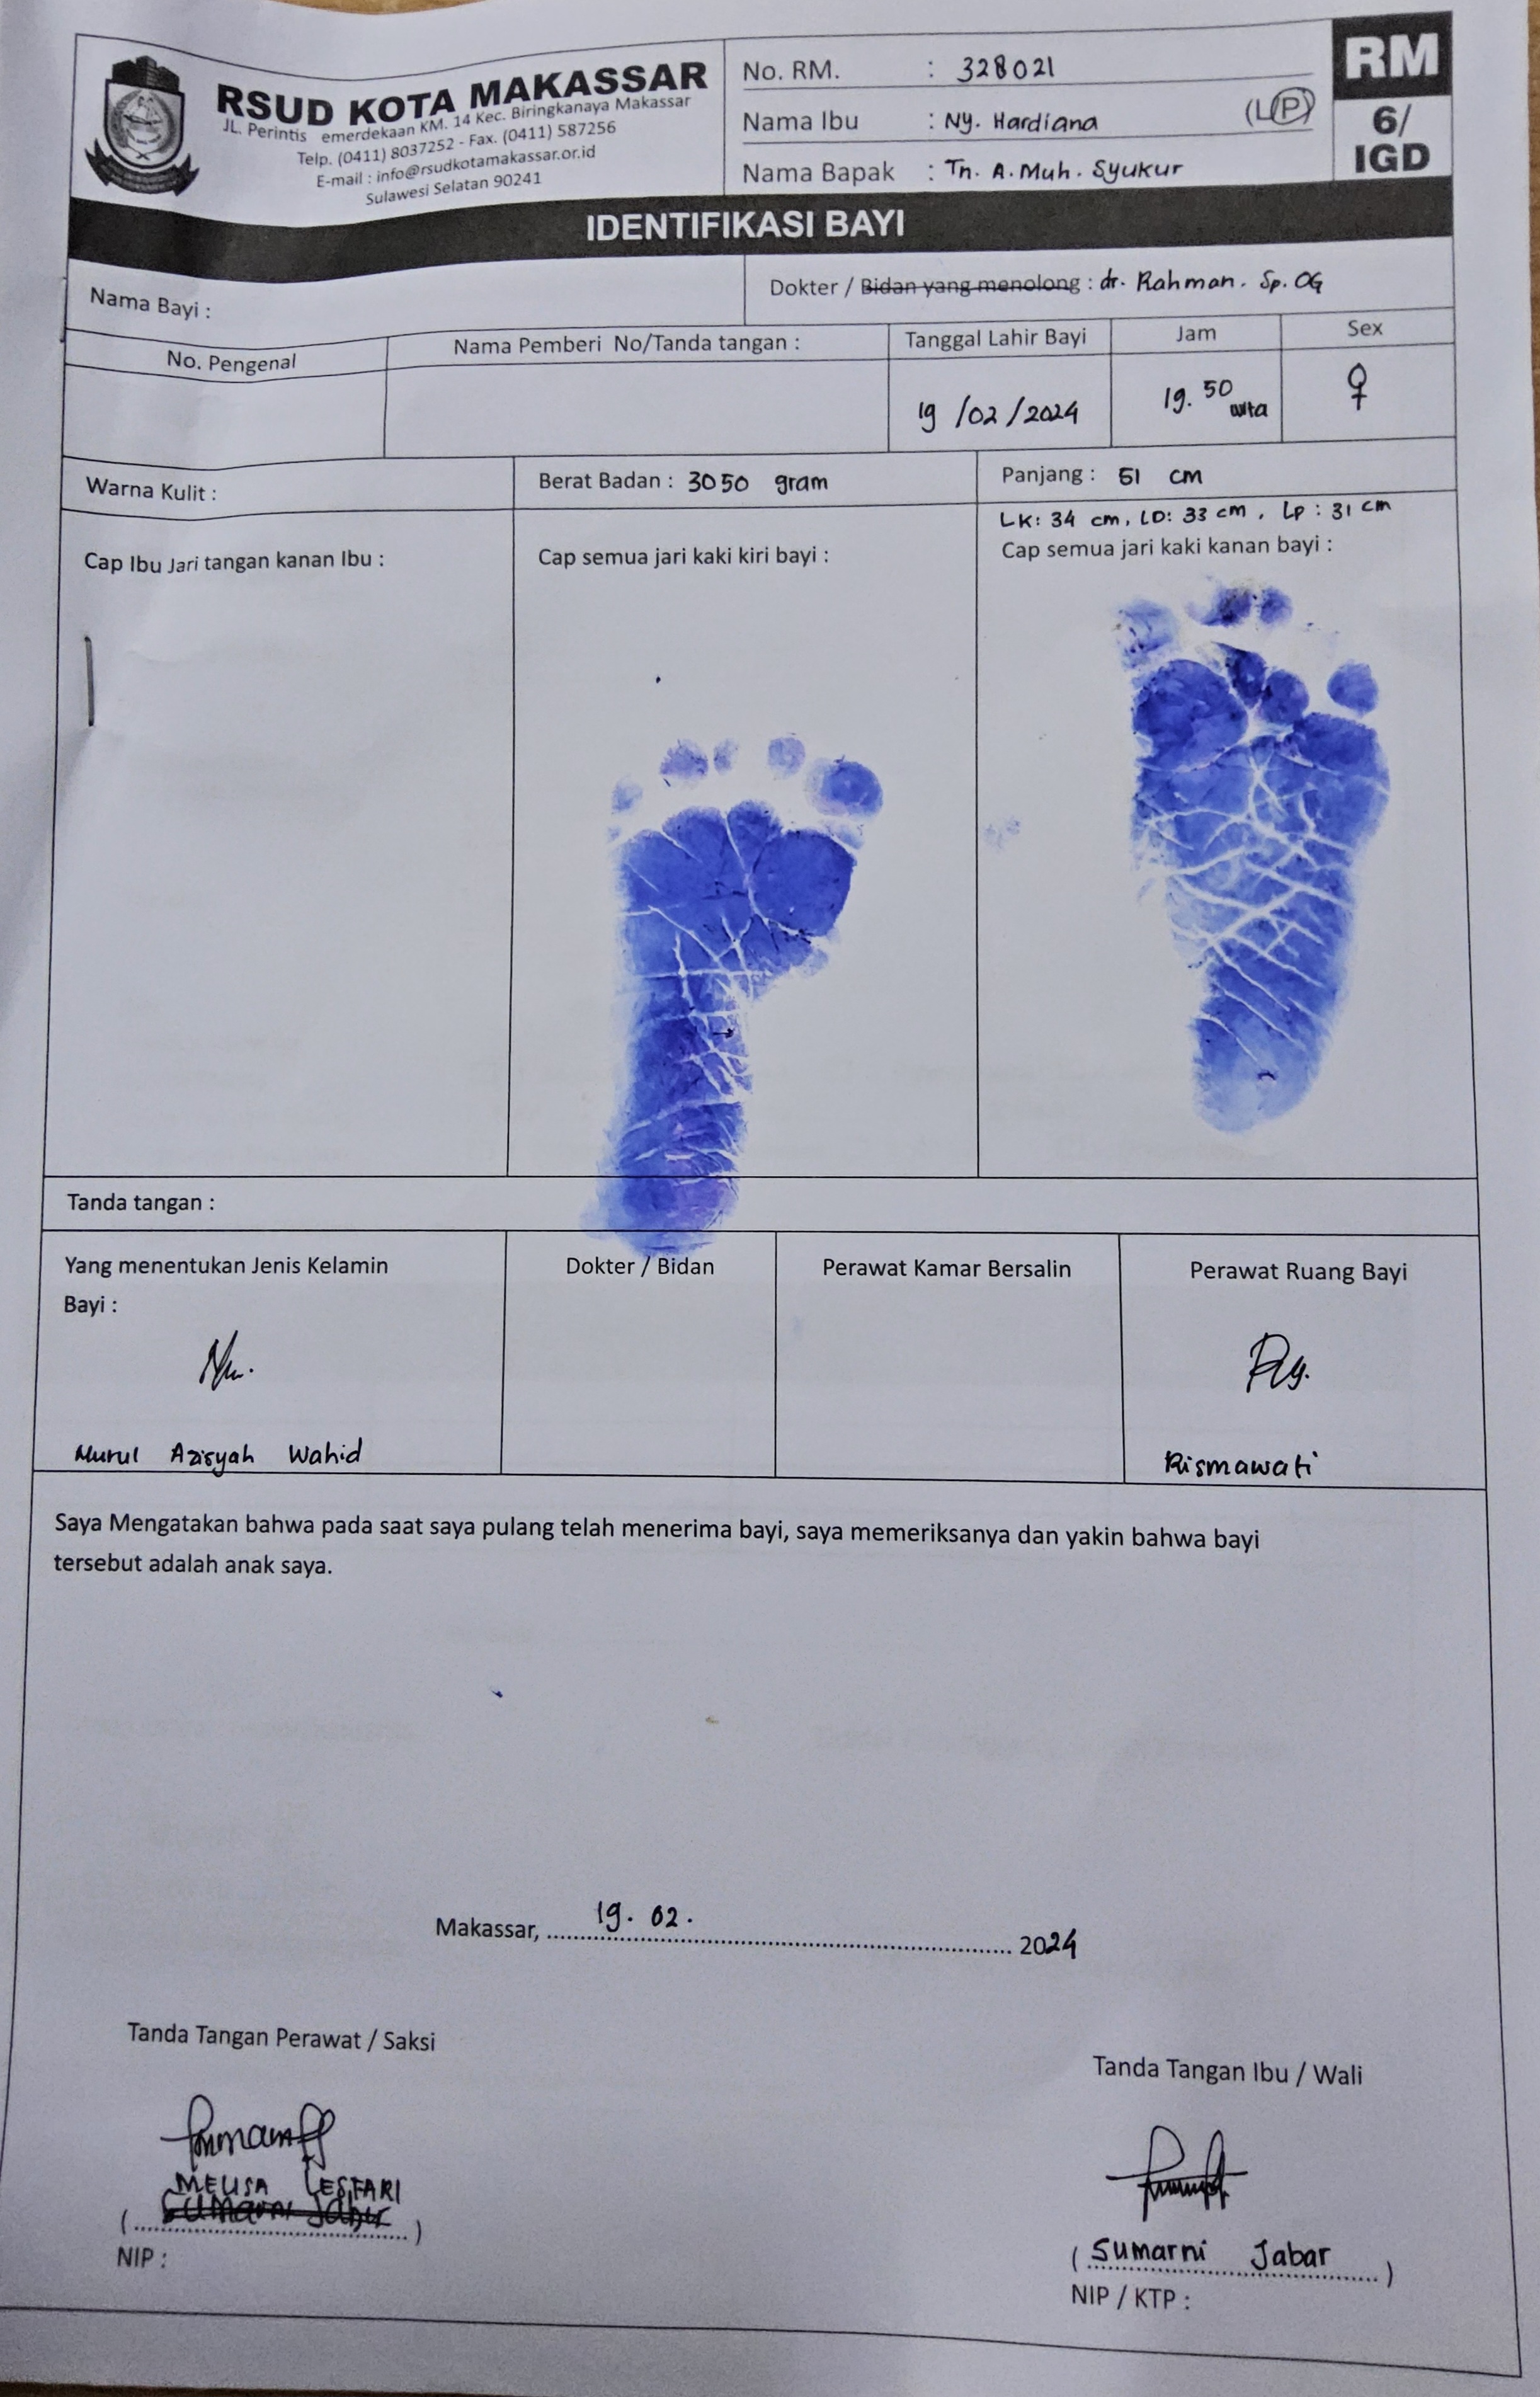 RSUD KOTA MAKASSAR
JL. Perintis emerdekaan KM. 14 Kec. Biringkanaya Makassar
Telp. (0411) 8037252 - Fax. (0411) 587256
E-mail : info@rsudkotamakassar.or.id
Sulawesi Selatan 90241
No. RM. : 328021
Nama Ibu : Ny. Hardiana (L/P)
Nama Bapak : Tn. A. Muh. Syukur
RM
6/
IGD
IDENTIFIKASI BAYI
Nama Bayi :
Dokter / Bidan yang menolong : dr. Rahman. Sp. OG
No. Pengenal
Nama Pemberi No/Tanda tangan :
Tanggal Lahir Bayi
Jam
Sex
19 /02 /2024
19. 50 wita
♀
Warna Kulit :
Berat Badan : 3050 gram
Panjang : 51 cm
LK: 34 cm, LD: 33 cm, Lp : 31 cm
Cap Ibu Jari tangan kanan Ibu :
Cap semua jari kaki kiri bayi :
Cap semua jari kaki kanan bayi :
Tanda tangan :
Yang menentukan Jenis Kelamin
Bayi :
Dokter / Bidan
Perawat Kamar Bersalin
Perawat Ruang Bayi
Nurul Azisyah Wahid
Rismawati
Saya Mengatakan bahwa pada saat saya pulang telah menerima bayi, saya memeriksanya dan yakin bahwa bayi
tersebut adalah anak saya.
Makassar, 19. 02. 2024
Tanda Tangan Perawat / Saksi
Tanda Tangan Ibu / Wali
MELISA LESTARI
(Sumarni Jabar)
NIP :
(Sumarni Jabar)
NIP / KTP :